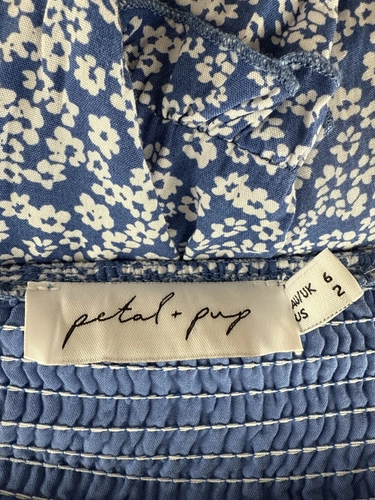 petal + pup
AU/UK 6
US 2